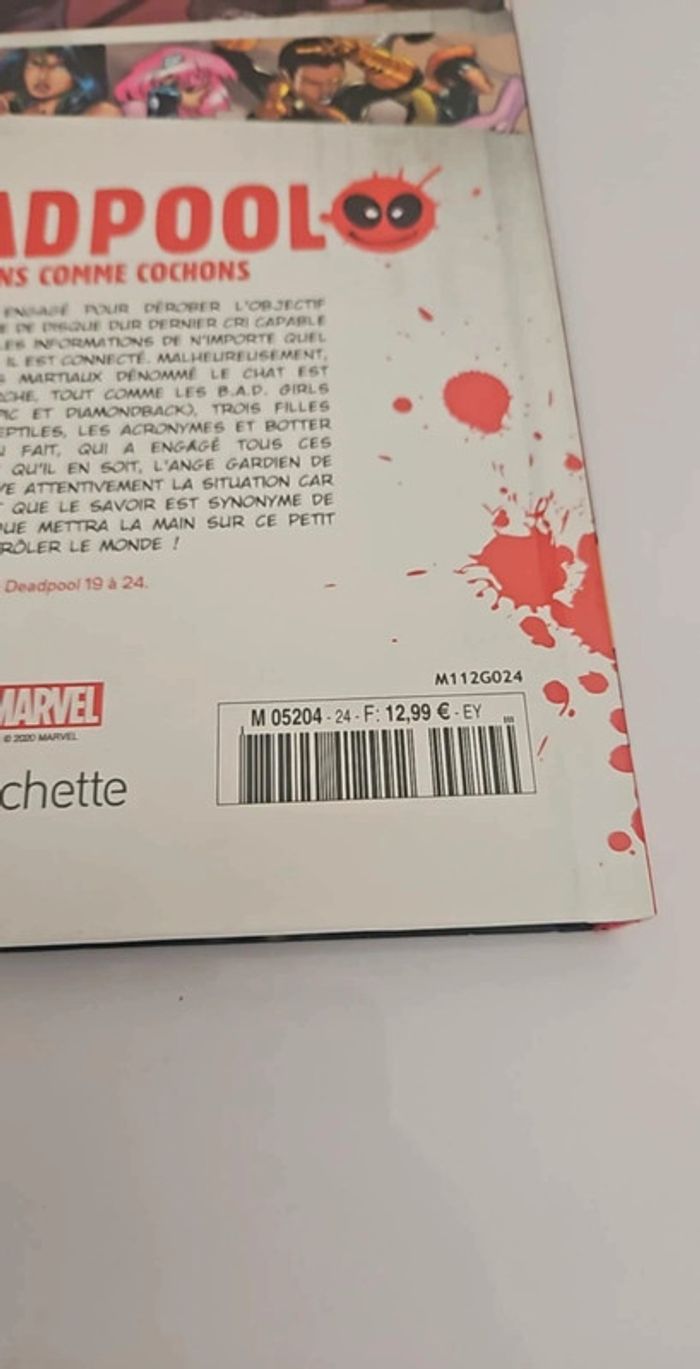 ADPOOL
NS COMME COCHONS
ENGAGÉ POUR DÉROBER L'OBJECTIF
E DE DISQUE DUR DERNIER CRI CAPABLE
ES INFORMATIONS DE N'IMPORTE QUEL
IL EST CONNECTÉ. MALHEUREUSEMENT,
S MARTIAUX DÉNOMMÉ LE CHAT EST
CHE, TOUT COMME LES B.A.D. GIRLS
PIC ET DIAMONDBACK), TROIS FILLES
EPTILES, LES ACRONYMES ET BOTTER
FAIT, QUI A ENGAGÉ TOUS CES
QU'IL EN SOIT, L'ANGE GARDIEN DE
VE ATTENTIVEMENT LA SITUATION CAR
QUE LE SAVOIR EST SYNONYME DE
QUE METTRA LA MAIN SUR CE PETIT
RÔLER LE MONDE !
Deadpool 19 à 24.
MARVEL
© 2020 MARVEL
chette
M112G024
M 05204 - 24 - F: 12,99 € - EY